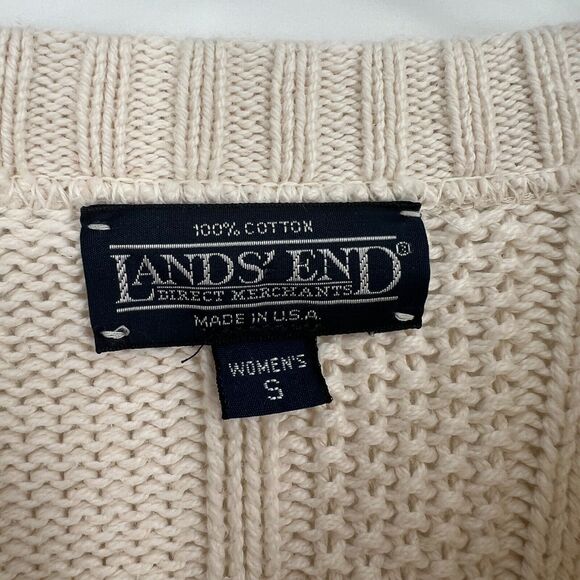 100% COTTON
LANDS' END®
DIRECT MERCHANTS
MADE IN U.S.A.
WOMEN'S
S